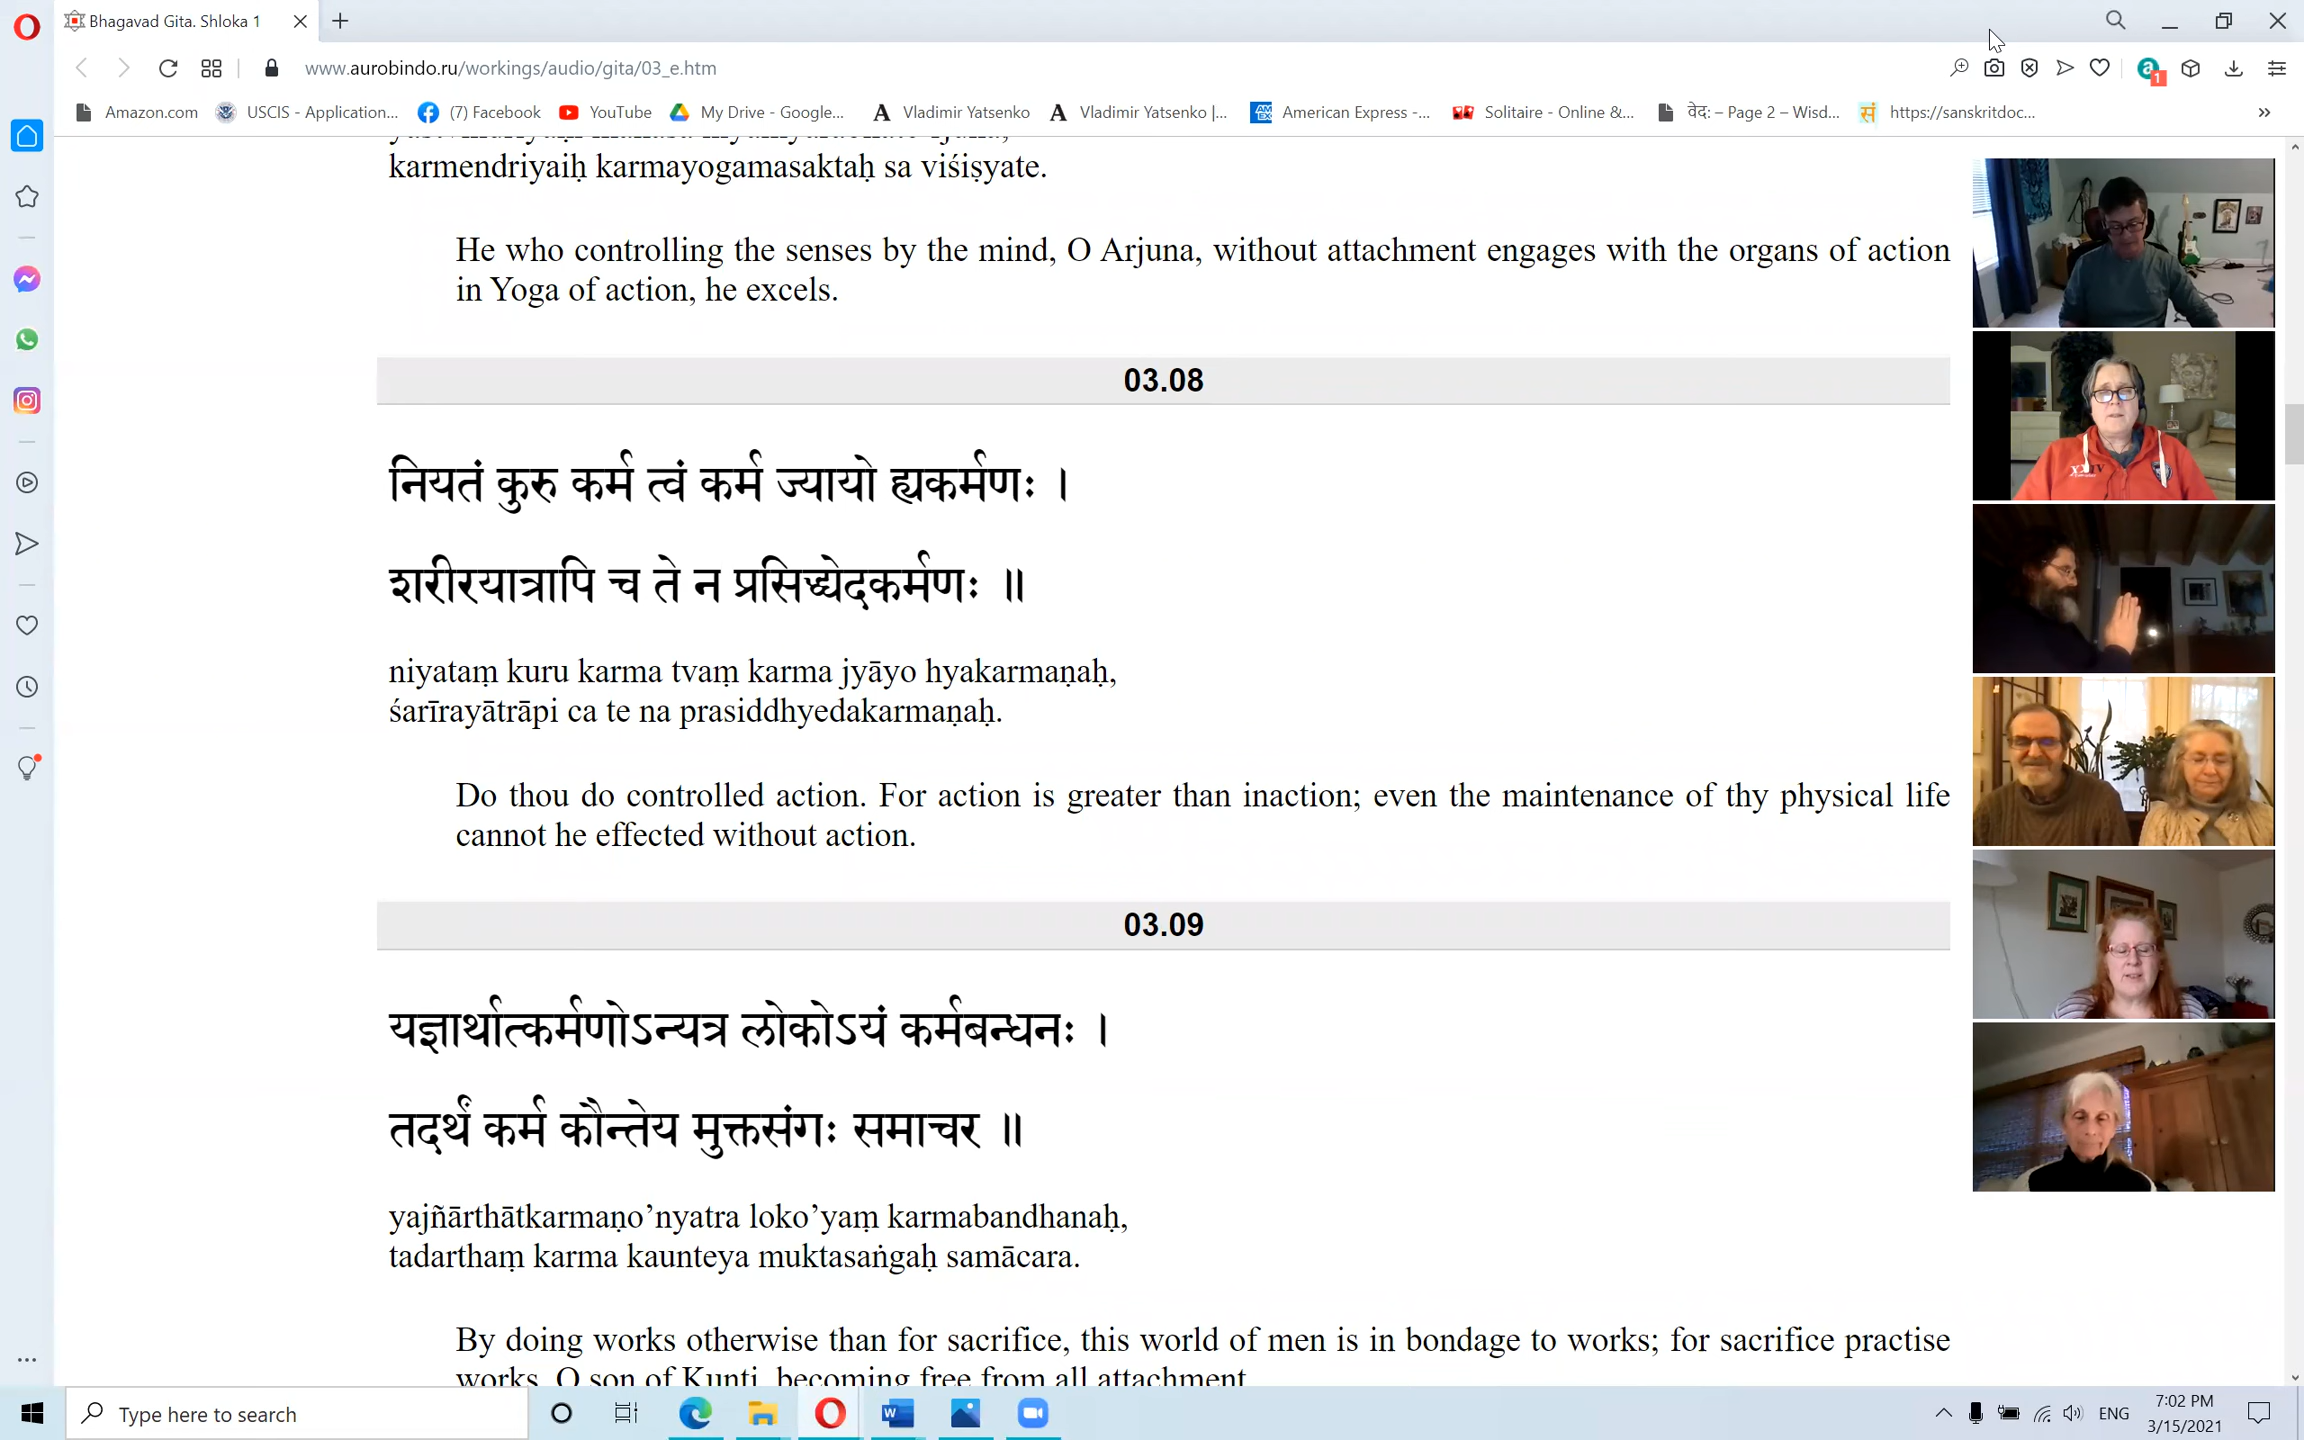 Bhagavad Gita. Shloka 1
www.aurobindo.ru/workings/audio/gita/03_e.htm
1
Amazon.com USCIS - Application... (7) Facebook YouTube My Drive - Google... Vladimir Yatsenko Vladimir Yatsenko |... American Express -... Solitaire - Online &... वेद: – Page 2 – Wisd... https://sanskritdoc...
karmendriyaiḥ karmayogamasaktaḥ sa viśiṣyate.
He who controlling the senses by the mind, O Arjuna, without attachment engages with the organs of action
in Yoga of action, he excels.
03.08
नियतं कुरु कर्म त्वं कर्म ज्यायो ह्यकर्मणः ।
शरीरयात्रापि च ते न प्रसिद्ध्येदकर्मणः ॥
niyataṃ kuru karma tvaṃ karma jyāyo hyakarmaṇaḥ,
śarīrayātrāpi ca te na prasiddhyedakarmaṇaḥ.
Do thou do controlled action. For action is greater than inaction; even the maintenance of thy physical life
cannot he effected without action.
03.09
यज्ञार्थात्कर्मणोऽन्यत्र लोकोऽयं कर्मबन्धनः ।
तदर्थं कर्म कौन्तेय मुक्तसंगः समाचर ॥
yajñārthātkarmaṇo’nyatra loko’yaṃ karmabandhanaḥ,
tadarthaṃ karma kaunteya muktasaṅgaḥ samācara.
By doing works otherwise than for sacrifice, this world of men is in bondage to works; for sacrifice practise
works, O son of Kunti, becoming free from all attachment
Type here to search
ENG
7:02 PM
3/15/2021